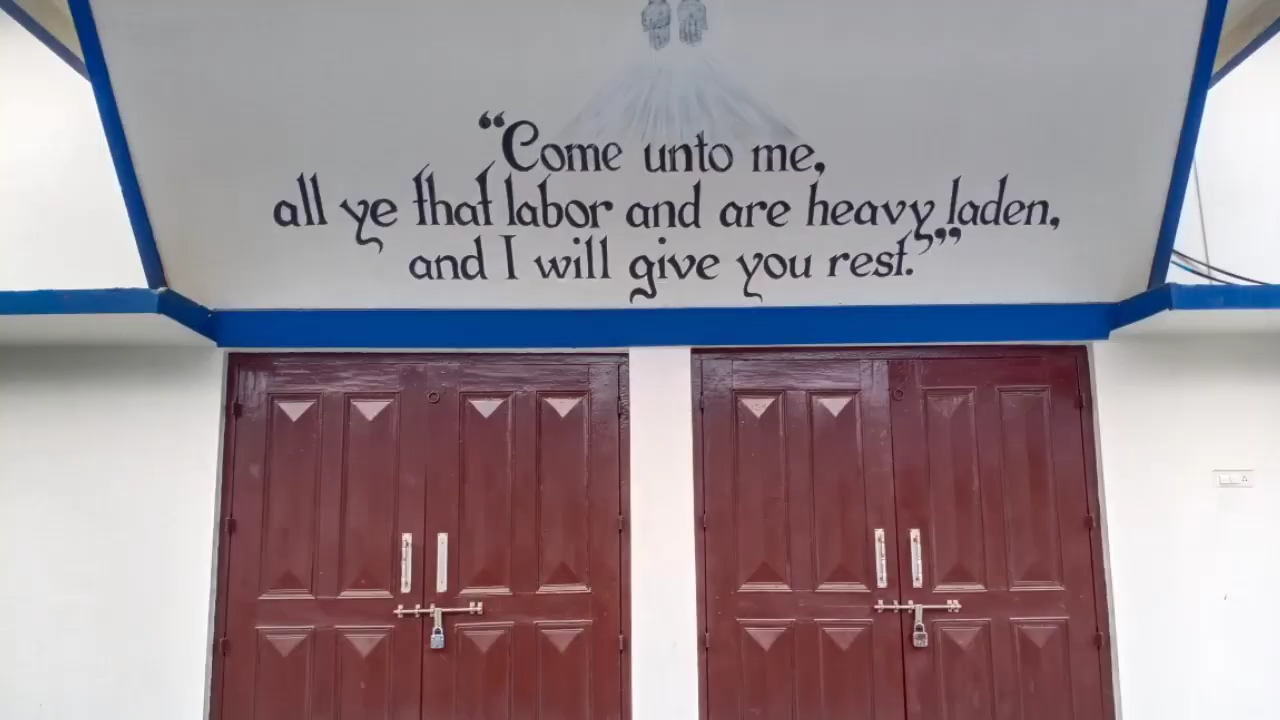 “Come unto me,
all ye that labor and are heavy laden,
and I will give you rest.”